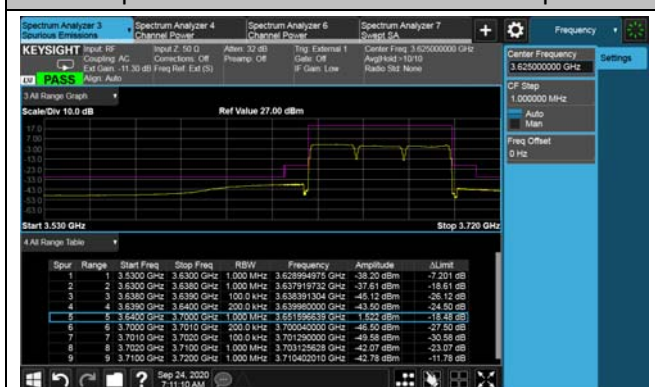 Spectrum Analyzer 3
Spurious Emissions
Spectrum Analyzer 4
Channel Power
Spectrum Analyzer 6
Channel Power
Spectrum Analyzer 7
Swept SA
Frequency
KEYSIGHT
Input: RF
Coupling: AC
Ext Gain: -11.30 dB
Align: Auto
Input Z: 50 Ω
Corrections: Off
Freq Ref: Ext (S)
Atten: 32 dB
Preamp: Off
Trig: External 1
Gate: Off
IF Gain: Low
Center Freq: 3.625000000 GHz
Avg|Hold:>10/10
Radio Std: None
PASS
Center Frequency
3.625000000 GHz
Settings
CF Step
1.000000 MHz
Auto
Man
Freq Offset
0 Hz
3 All Range Graph
Scale/Div 10.0 dB
Ref Value 27.00 dBm
17.0
7.00
-3.00
-13.0
-23.0
-33.0
-43.0
-53.0
-63.0
Start 3.530 GHz
Stop 3.720 GHz
4 All Range Table
Spur Range Start Freq Stop Freq RBW Frequency Amplitude ΔLimit
1 1 3.5300 GHz 3.6300 GHz 1.000 MHz 3.628994975 GHz -38.20 dBm -7.201 dB
2 2 3.6300 GHz 3.6380 GHz 1.000 MHz 3.637919732 GHz -37.61 dBm -18.61 dB
3 3 3.6380 GHz 3.6390 GHz 100.0 kHz 3.638391304 GHz -45.12 dBm -26.12 dB
4 4 3.6390 GHz 3.6400 GHz 200.0 kHz 3.639980000 GHz -43.50 dBm -24.50 dB
5 5 3.6400 GHz 3.7000 GHz 1.000 MHz 3.651596639 GHz 1.522 dBm -18.48 dB
6 6 3.7000 GHz 3.7010 GHz 200.0 kHz 3.700040000 GHz -46.50 dBm -27.50 dB
7 7 3.7010 GHz 3.7020 GHz 100.0 kHz 3.701290000 GHz -49.58 dBm -30.58 dB
8 8 3.7020 GHz 3.7100 GHz 1.000 MHz 3.703125628 GHz -42.07 dBm -23.07 dB
9 9 3.7100 GHz 3.7200 GHz 1.000 MHz 3.710402010 GHz -42.78 dBm -11.78 dB
Sep 24, 2020
7:11:10 AM